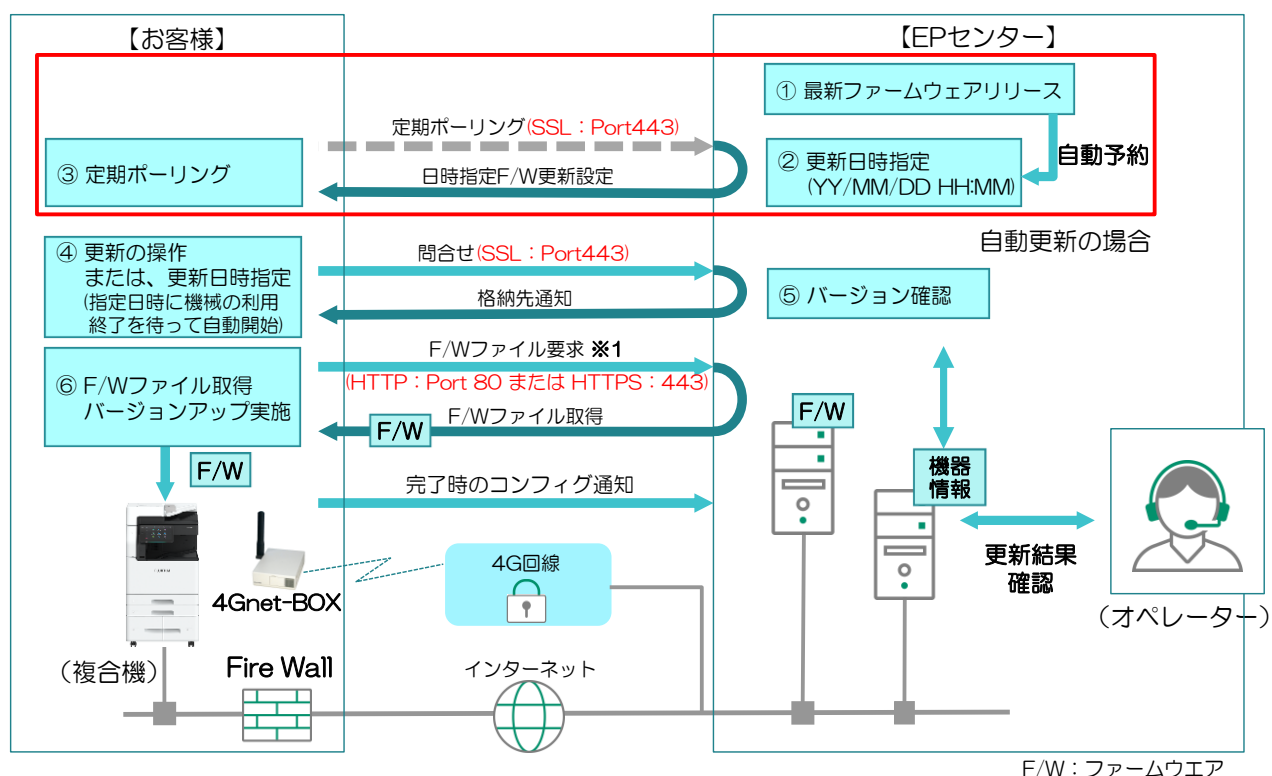 【お客様】
【EPセンター】
① 最新ファームウェアリリース
定期ポーリング(SSL：Port443)
自動予約
③ 定期ポーリング
日時指定F/W更新設定
② 更新日時指定
(YY/MM/DD HH:MM)
自動更新の場合
④ 更新の操作
または、更新日時指定
(指定日時に機械の利用
終了を待って自動開始)
問合せ(SSL：Port443)
格納先通知
⑤ バージョン確認
F/Wファイル要求 ※1
(HTTP：Port 80 または HTTPS：443)
⑥ F/Wファイル取得
バージョンアップ実施
F/Wファイル取得
F/W
F/W
F/W
完了時のコンフィグ通知
機器
情報
更新結果
確認
4G回線
4Gnet-BOX
(オペレーター)
(複合機)
Fire Wall
インターネット
F/W：ファームウエア